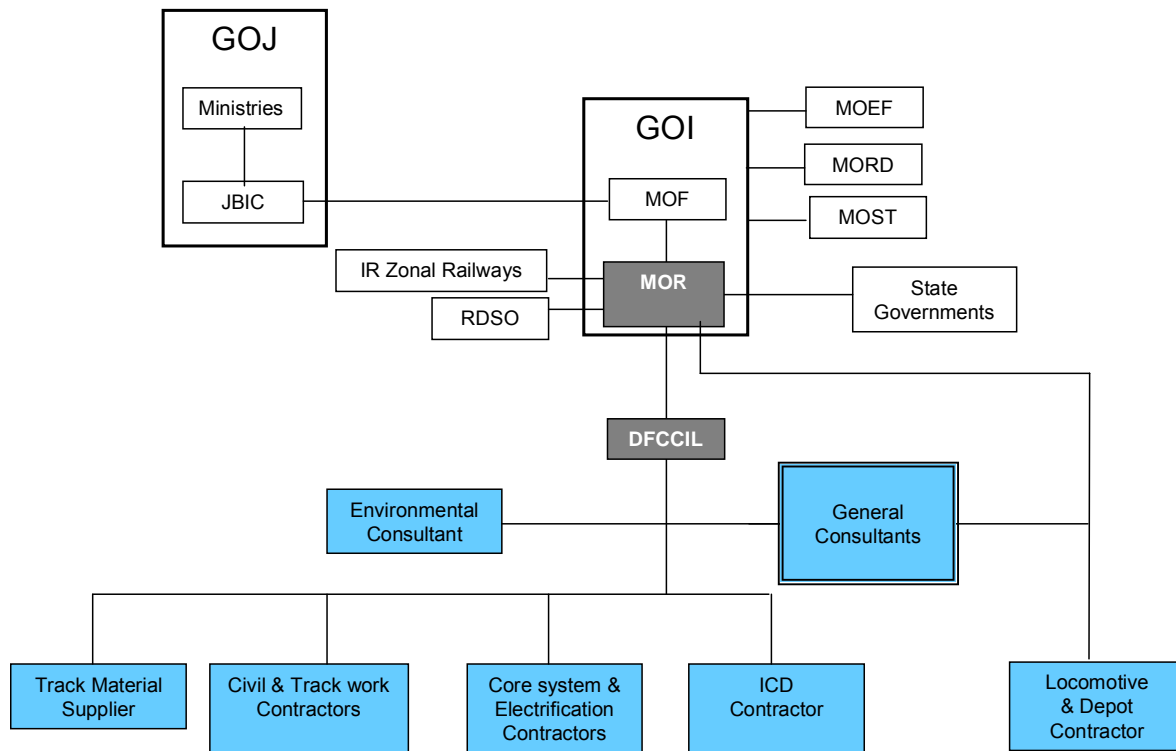 GOJ
Ministries
JBIC
GOI
MOF
MOR
MOEF
MORD
MOST
IR Zonal Railways
RDSO
State
Governments
DFCCIL
Environmental
Consultant
General
Consultants
Track Material
Supplier
Civil & Track work
Contractors
Core system &
Electrification
Contractors
ICD
Contractor
Locomotive
& Depot
Contractor